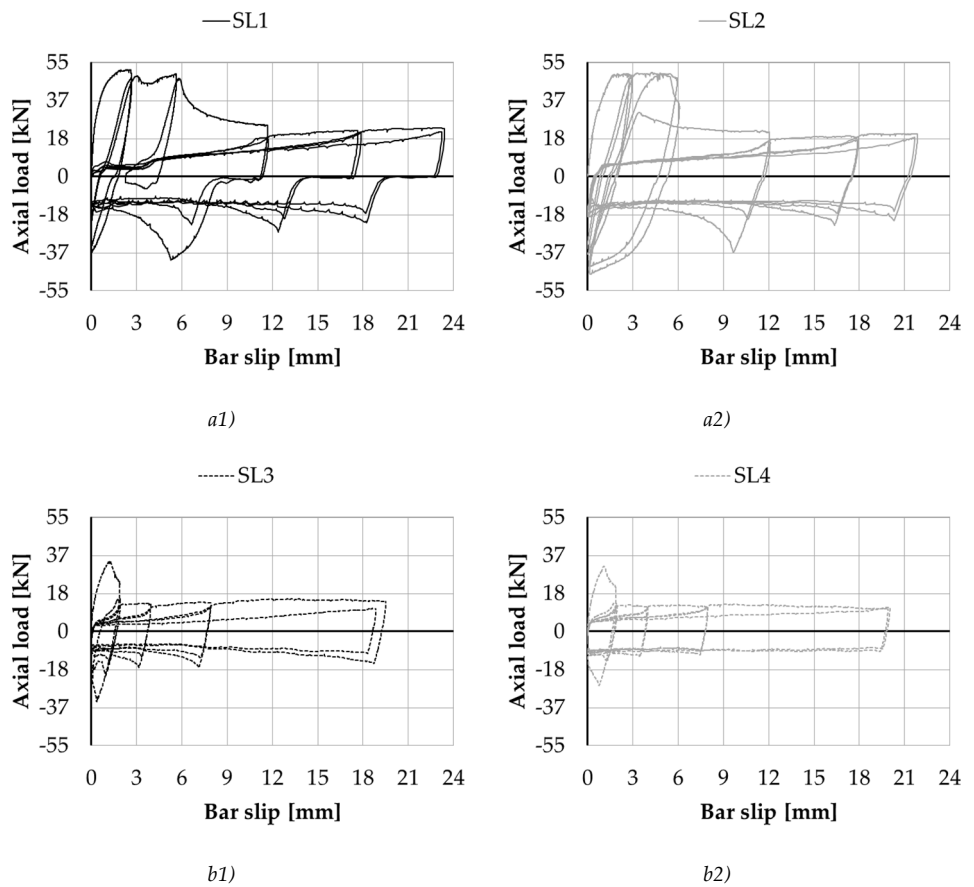 SL1
55
37
18
0
-18
-37
-55
Axial load [kN]
0 3 6 9 12 15 18 21 24
Bar slip [mm]
a1)
SL2
55
37
18
0
-18
-37
-55
Axial load [kN]
0 3 6 9 12 15 18 21 24
Bar slip [mm]
a2)
SL3
55
37
18
0
-18
-37
-55
Axial load [kN]
0 3 6 9 12 15 18 21 24
Bar slip [mm]
b1)
SL4
55
37
18
0
-18
-37
-55
Axial load [kN]
0 3 6 9 12 15 18 21 24
Bar slip [mm]
b2)